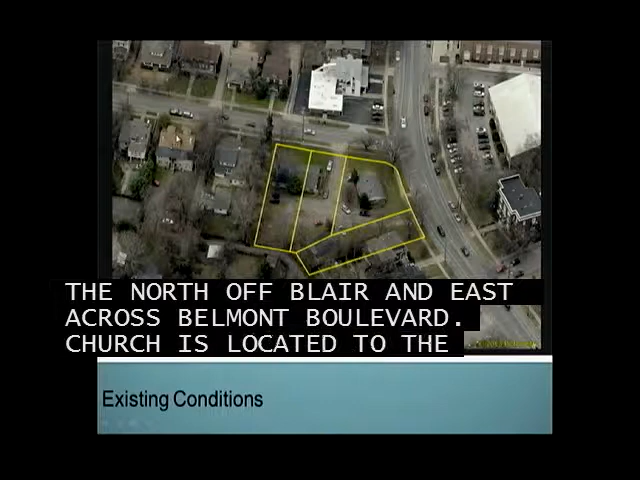 THE NORTH OFF BLAIR AND EAST
ACROSS BELMONT BOULEVARD.
CHURCH IS LOCATED TO THE
Existing Conditions